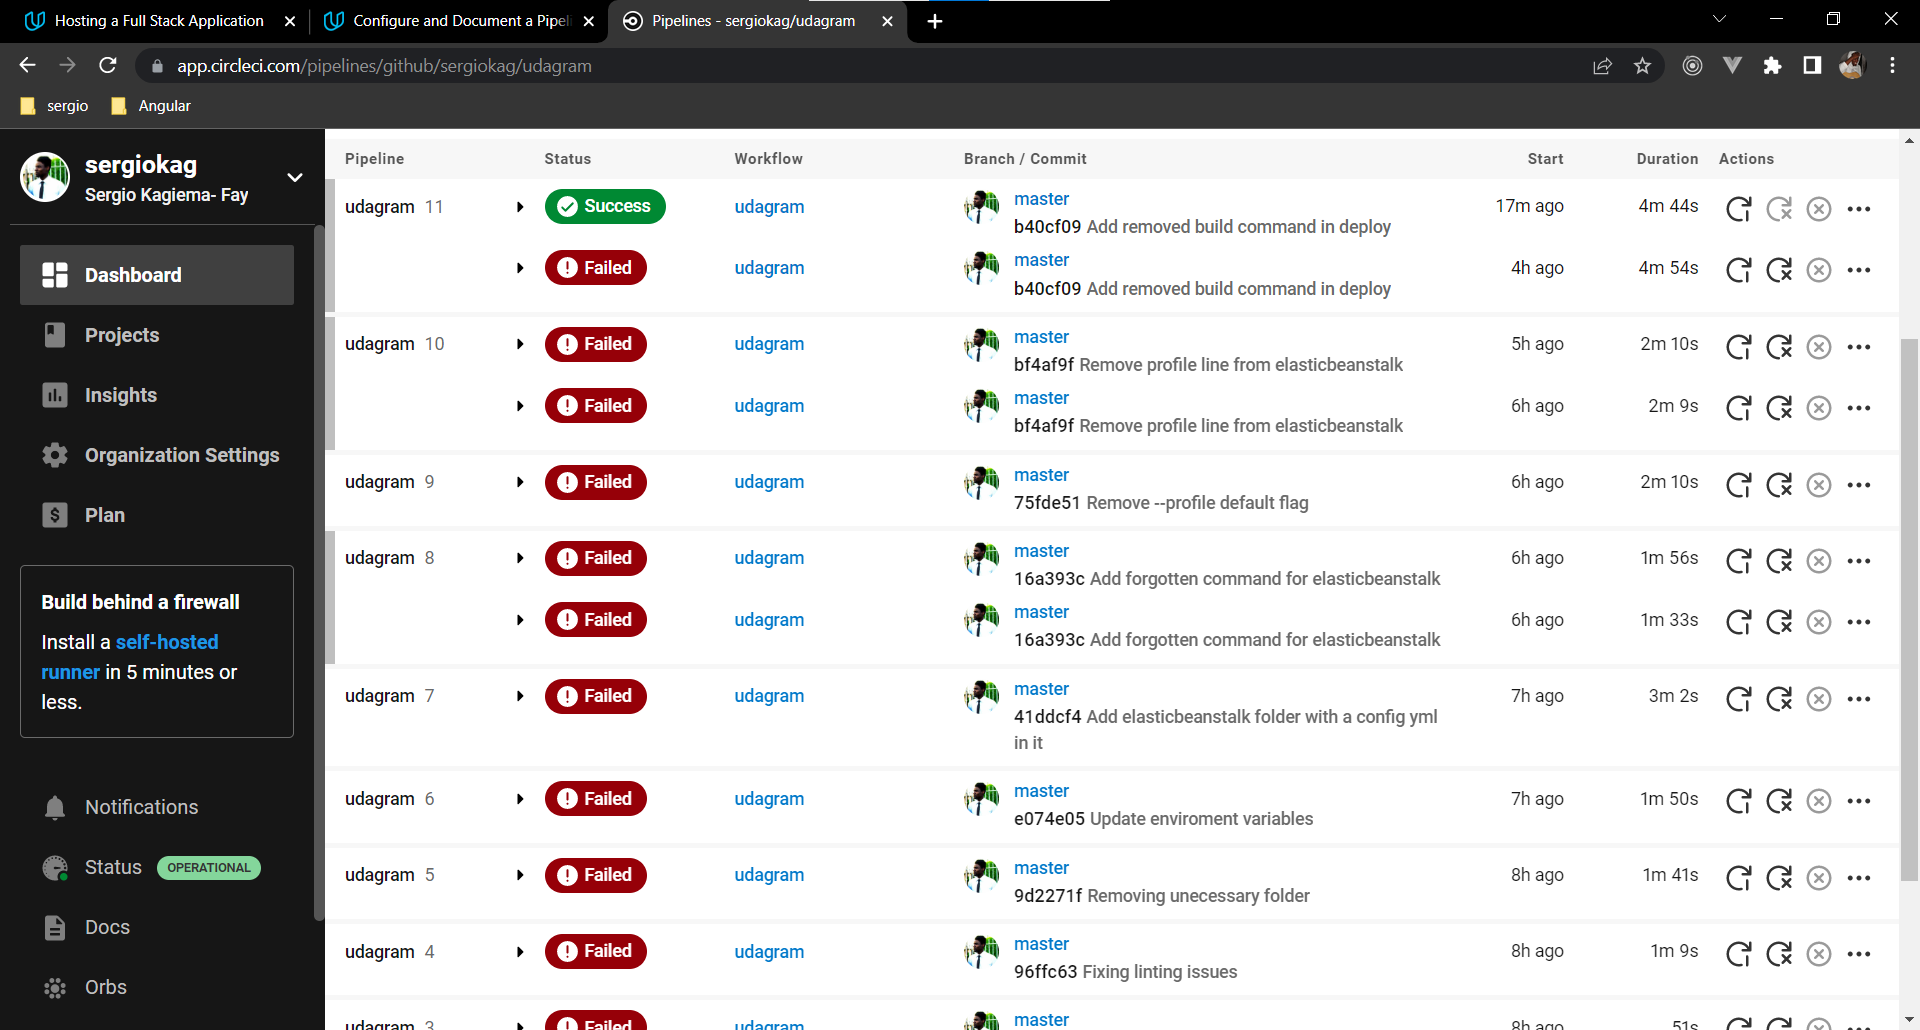 Hosting a Full Stack Application
Configure and Document a Pipeli
Pipelines - sergiokag/udagram
app.circleci.com/pipelines/github/sergiokag/udagram
sergio
Angular
sergiokag
Sergio Kagiema- Fay
Dashboard
Projects
Insights
Organization Settings
Plan
Build behind a firewall
Install a self-hosted
runner in 5 minutes or
less.
Notifications
Status OPERATIONAL
Docs
Orbs
Pipeline Status Workflow Branch / Commit Start Duration Actions
udagram 11 Success udagram master 17m ago 4m 44s
b40cf09 Add removed build command in deploy
Failed udagram master 4h ago 4m 54s
b40cf09 Add removed build command in deploy
udagram 10 Failed udagram master 5h ago 2m 10s
bf4af9f Remove profile line from elasticbeanstalk
Failed udagram master 6h ago 2m 9s
bf4af9f Remove profile line from elasticbeanstalk
udagram 9 Failed udagram master 6h ago 2m 10s
75fde51 Remove --profile default flag
udagram 8 Failed udagram master 6h ago 1m 56s
16a393c Add forgotten command for elasticbeanstalk
Failed udagram master 6h ago 1m 33s
16a393c Add forgotten command for elasticbeanstalk
udagram 7 Failed udagram master 7h ago 3m 2s
41ddcf4 Add elasticbeanstalk folder with a config yml
in it
udagram 6 Failed udagram master 7h ago 1m 50s
e074e05 Update enviroment variables
udagram 5 Failed udagram master 8h ago 1m 41s
9d2271f Removing unecessary folder
udagram 4 Failed udagram master 8h ago 1m 9s
96ffc63 Fixing linting issues
udagram 3 Failed udagram master 8h ago 51s